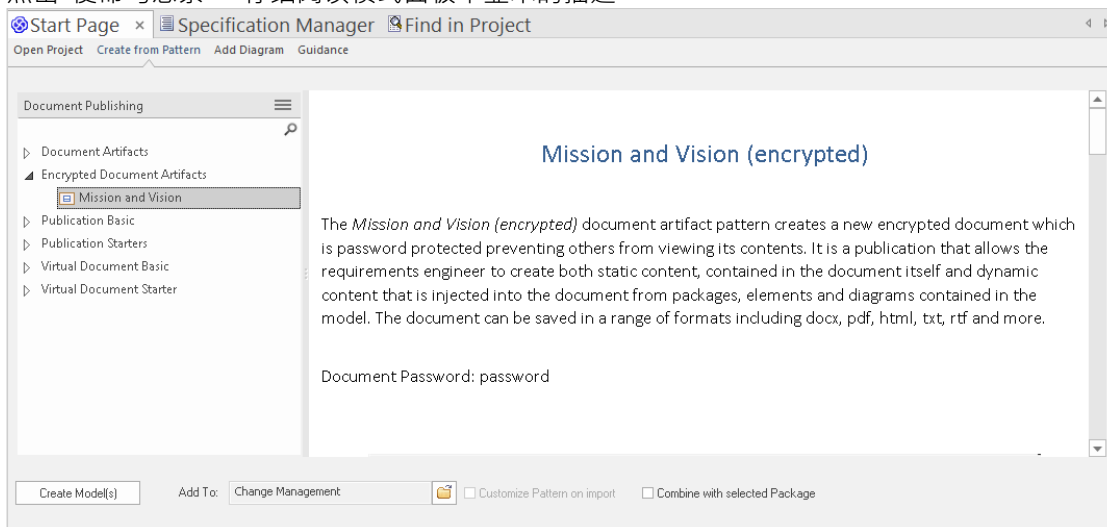 Start Page × Specification Manager Find in Project
Open Project Create from Pattern Add Diagram Guidance
Document Publishing
Document Artifacts
Encrypted Document Artifacts
Mission and Vision
Publication Basic
Publication Starters
Virtual Document Basic
Virtual Document Starter
Mission and Vision (encrypted)
The Mission and Vision (encrypted) document artifact pattern creates a new encrypted document which
is password protected preventing others from viewing its contents. It is a publication that allows the
requirements engineer to create both static content, contained in the document itself and dynamic
content that is injected into the document from packages, elements and diagrams contained in the
model. The document can be saved in a range of formats including docx, pdf, html, txt, rtf and more.
Document Password: password
Create Model(s) Add To: Change Management Customize Pattern on import Combine with selected Package